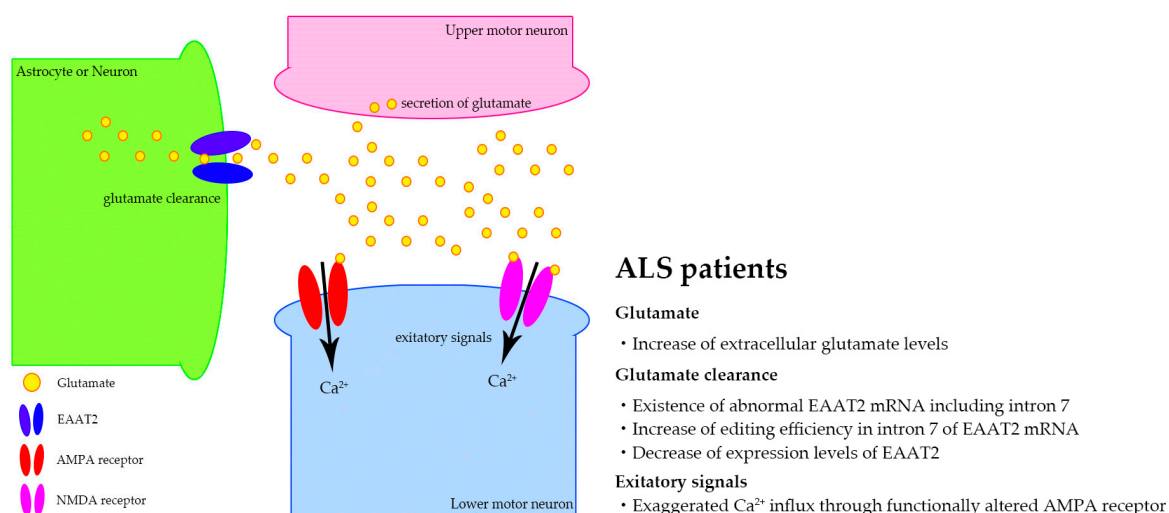 Upper motor neuron
Astrocyte or Neuron
secretion of glutamate
glutamate clearance
exitatory signals
Ca²⁺
Ca²⁺
Glutamate
EAAT2
AMPA receptor
NMDA receptor
Lower motor neuron
ALS patients
Glutamate
・Increase of extracellular glutamate levels
Glutamate clearance
・Existence of abnormal EAAT2 mRNA including intron 7
・Increase of editing efficiency in intron 7 of EAAT2 mRNA
・Decrease of expression levels of EAAT2
Exitatory signals
・Exaggerated Ca²⁺ influx through functionally altered AMPA receptor